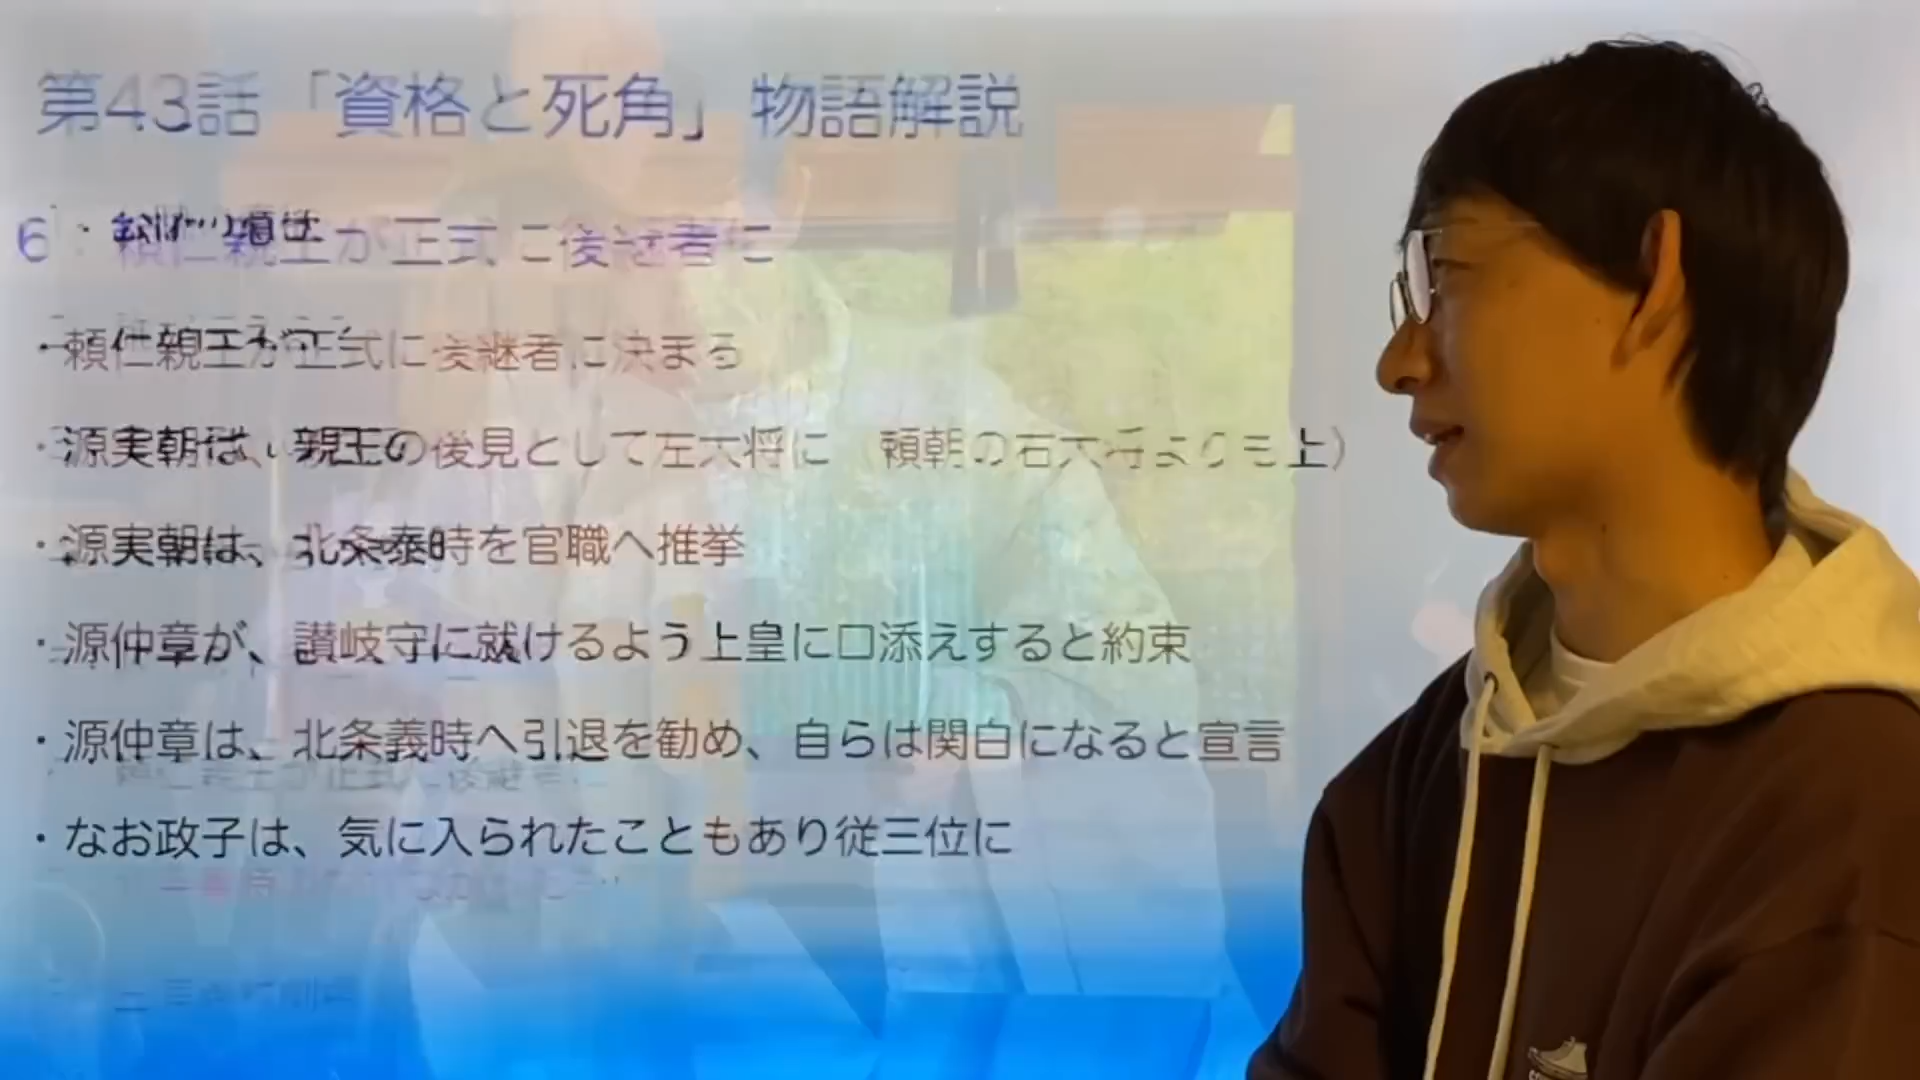 第43話「資格と死角」物語解説
6：頼仁親王が正式に後継者に
・頼仁親王が正式に後継者に決まる
・源実朝は、親王の後見として左大将に（頼朝の右大将よりも上）
・源実朝は、北条泰時を官職へ推挙
・源仲章が、讃岐守に就けるよう上皇に口添えすると約束
・源仲章は、北条義時へ引退を勧め、自らは関白になると宣言
・なお政子は、気に入られたこともあり従三位に